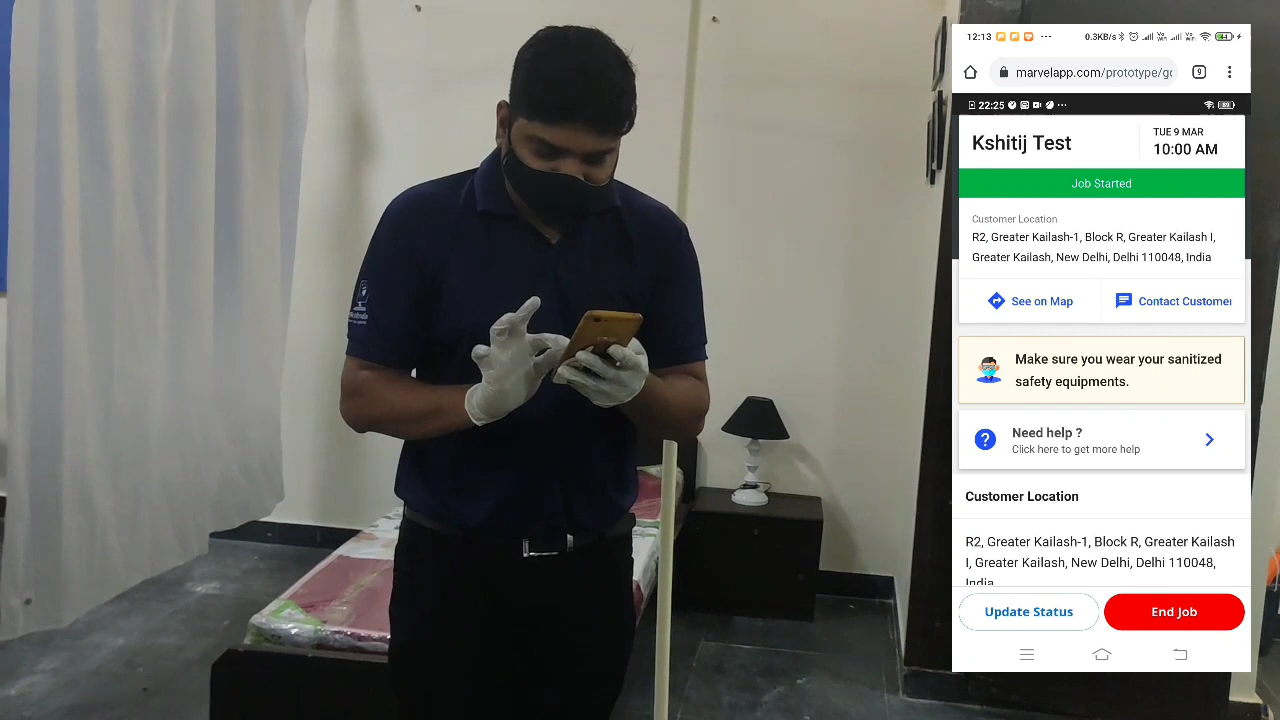 12:13 ... 0.3KB/s
marvelapp.com/prototype/g
9
22:25 ...
Kshitij Test
TUE 9 MAR
10:00 AM
Job Started
Customer Location
R2, Greater Kailash-1, Block R, Greater Kailash I,
Greater Kailash, New Delhi, Delhi 110048, India
See on Map
Contact Customer
Make sure you wear your sanitized
safety equipments.
Need help ?
Click here to get more help
Customer Location
R2, Greater Kailash-1, Block R, Greater Kailash
I, Greater Kailash, New Delhi, Delhi 110048,
India
Update Status
End Job